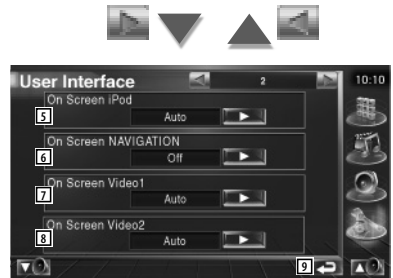 User Interface
2
10:10
On Screen iPod
5
Auto
On Screen NAVIGATION
6
Off
On Screen Video1
7
Auto
On Screen Video2
8
Auto
9